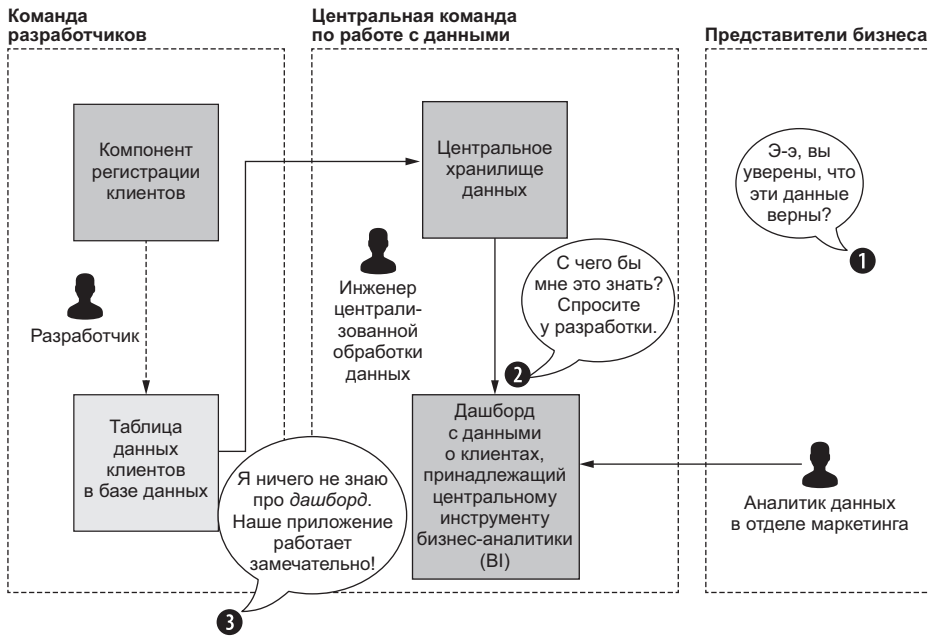 Команда
разработчиков
Центральная команда
по работе с данными
Представители бизнеса
Компонент
регистрации
клиентов
Центральное
хранилище
данных
Э-э, вы
уверены, что
эти данные
верны?
1
Разработчик
Инженер
централи-
зованной
обработки
данных
С чего бы
мне это знать?
Спросите
у разработки.
2
Таблица
данных
клиентов
в базе данных
Дашборд
с данными
о клиентах,
принадлежащий
центральному
инструменту
бизнес-аналитики
(BI)
Аналитик данных
в отделе маркетинга
Я ничего не знаю
про дашборд.
Наше приложение
работает
замечательно!
3